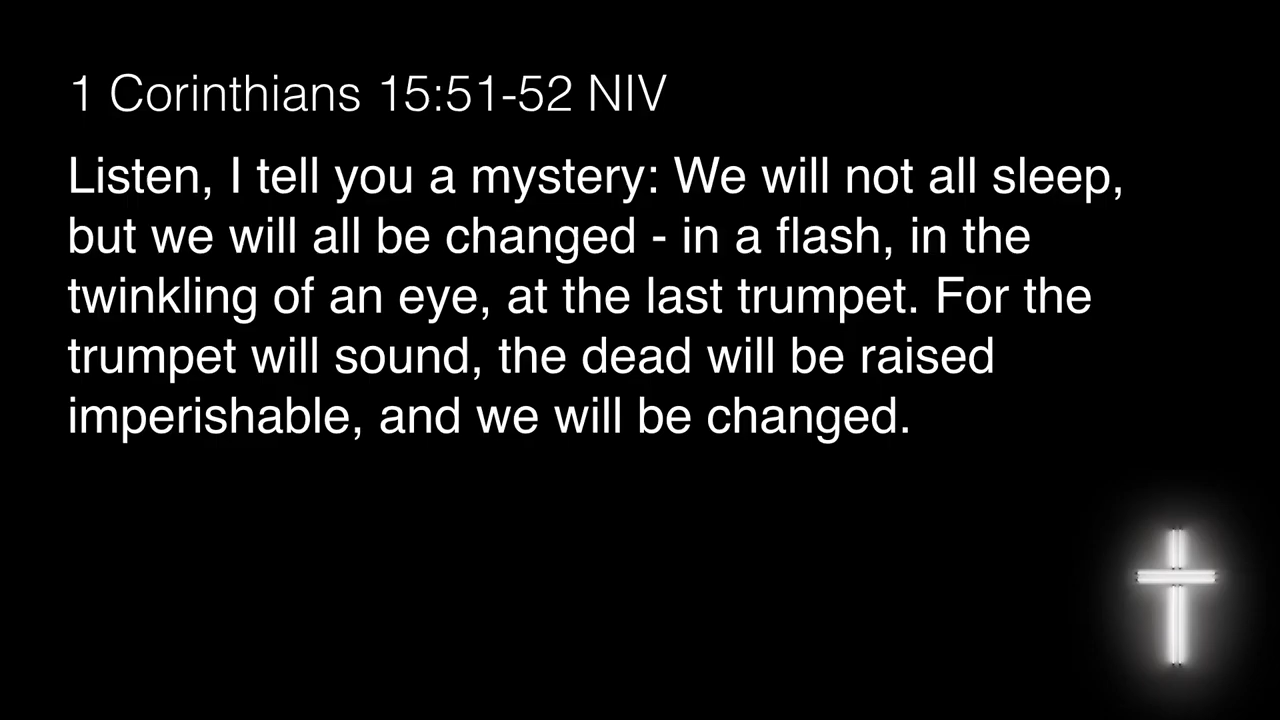 1 Corinthians 15:51-52 NIV
Listen, I tell you a mystery: We will not all sleep,
but we will all be changed - in a flash, in the
twinkling of an eye, at the last trumpet. For the
trumpet will sound, the dead will be raised
imperishable, and we will be changed.